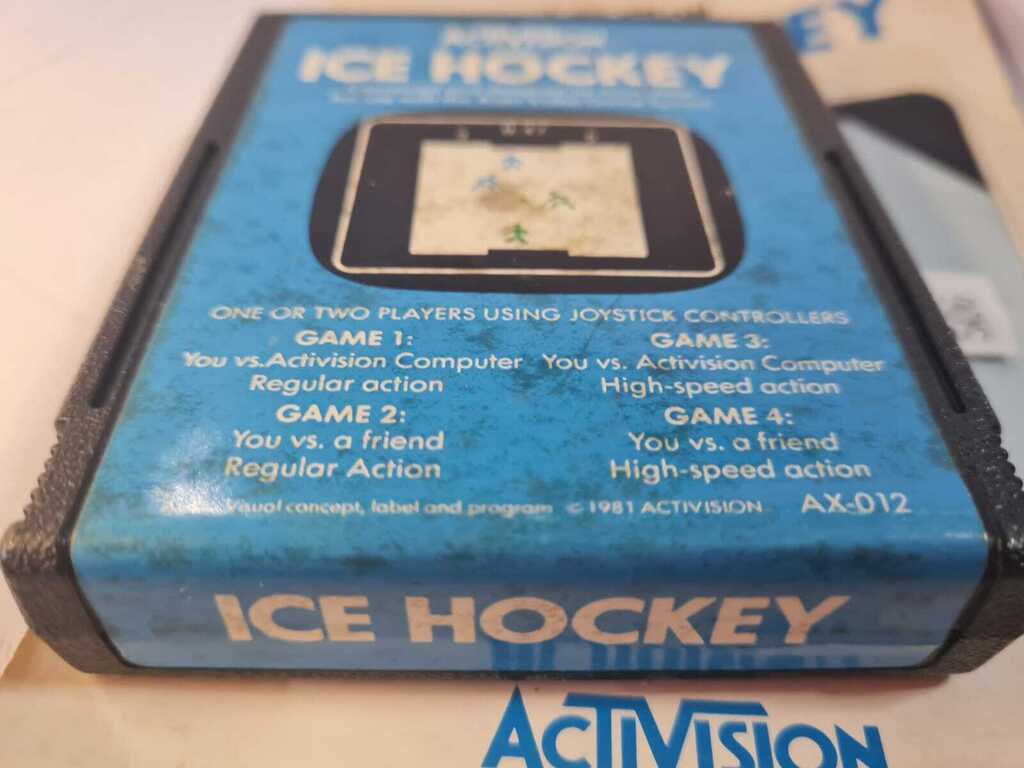 ACTIVISION
ICE HOCKEY
ONE OR TWO PLAYERS USING JOYSTICK CONTROLLERS
GAME 1:
You vs. Activision Computer
Regular action
GAME 3:
You vs. Activision Computer
High-speed action
GAME 2:
You vs. a friend
Regular Action
GAME 4:
You vs. a friend
High-speed action
Visual concept, label and program © 1981 ACTIVISION AX-012
ICE HOCKEY
EY
ACTIVISION